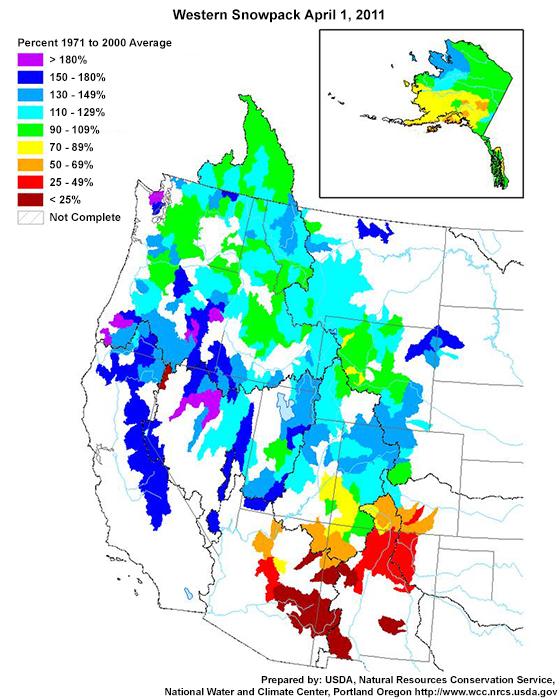 Western Snowpack April 1, 2011
Percent 1971 to 2000 Average
> 180%
150 - 180%
130 - 149%
110 - 129%
90 - 109%
70 - 89%
50 - 69%
25 - 49%
< 25%
Not Complete
Prepared by: USDA, Natural Resources Conservation Service,
National Water and Climate Center, Portland Oregon http://www.wcc.nrcs.usda.gov